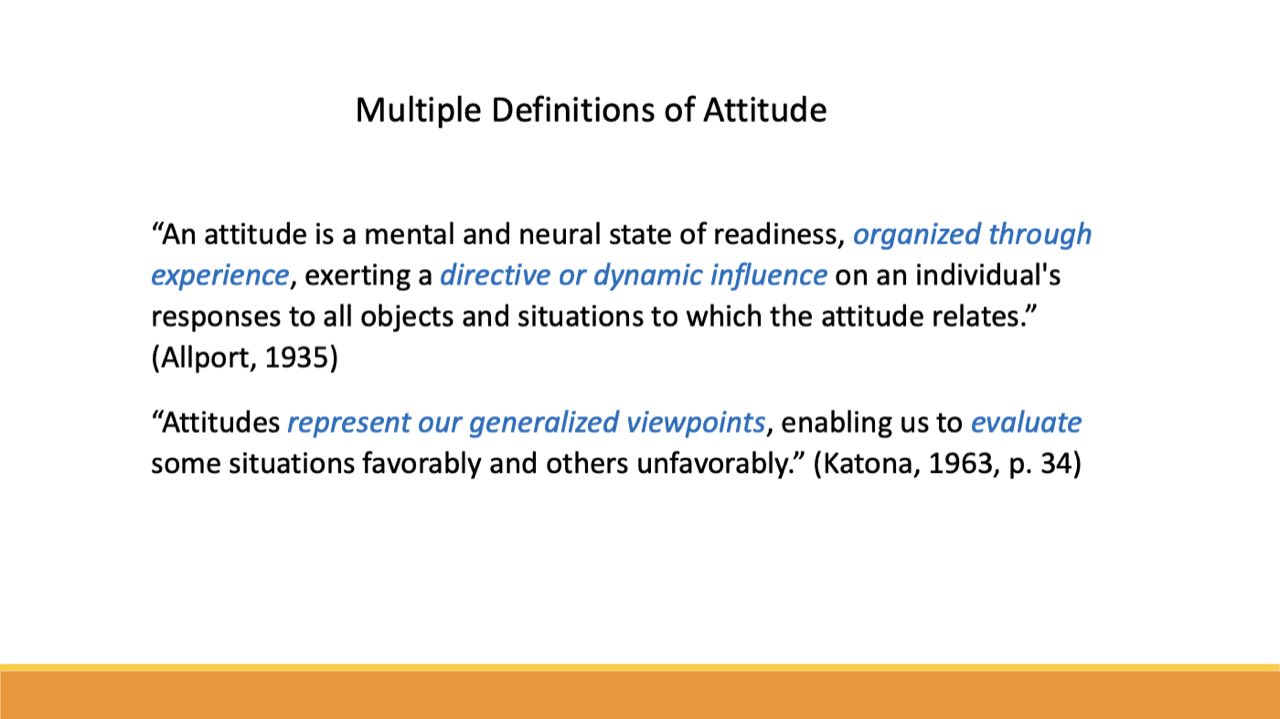 Multiple Definitions of Attitude
“An attitude is a mental and neural state of readiness, organized through
experience, exerting a directive or dynamic influence on an individual's
responses to all objects and situations to which the attitude relates.”
(Allport, 1935)
“Attitudes represent our generalized viewpoints, enabling us to evaluate
some situations favorably and others unfavorably.” (Katona, 1963, p. 34)